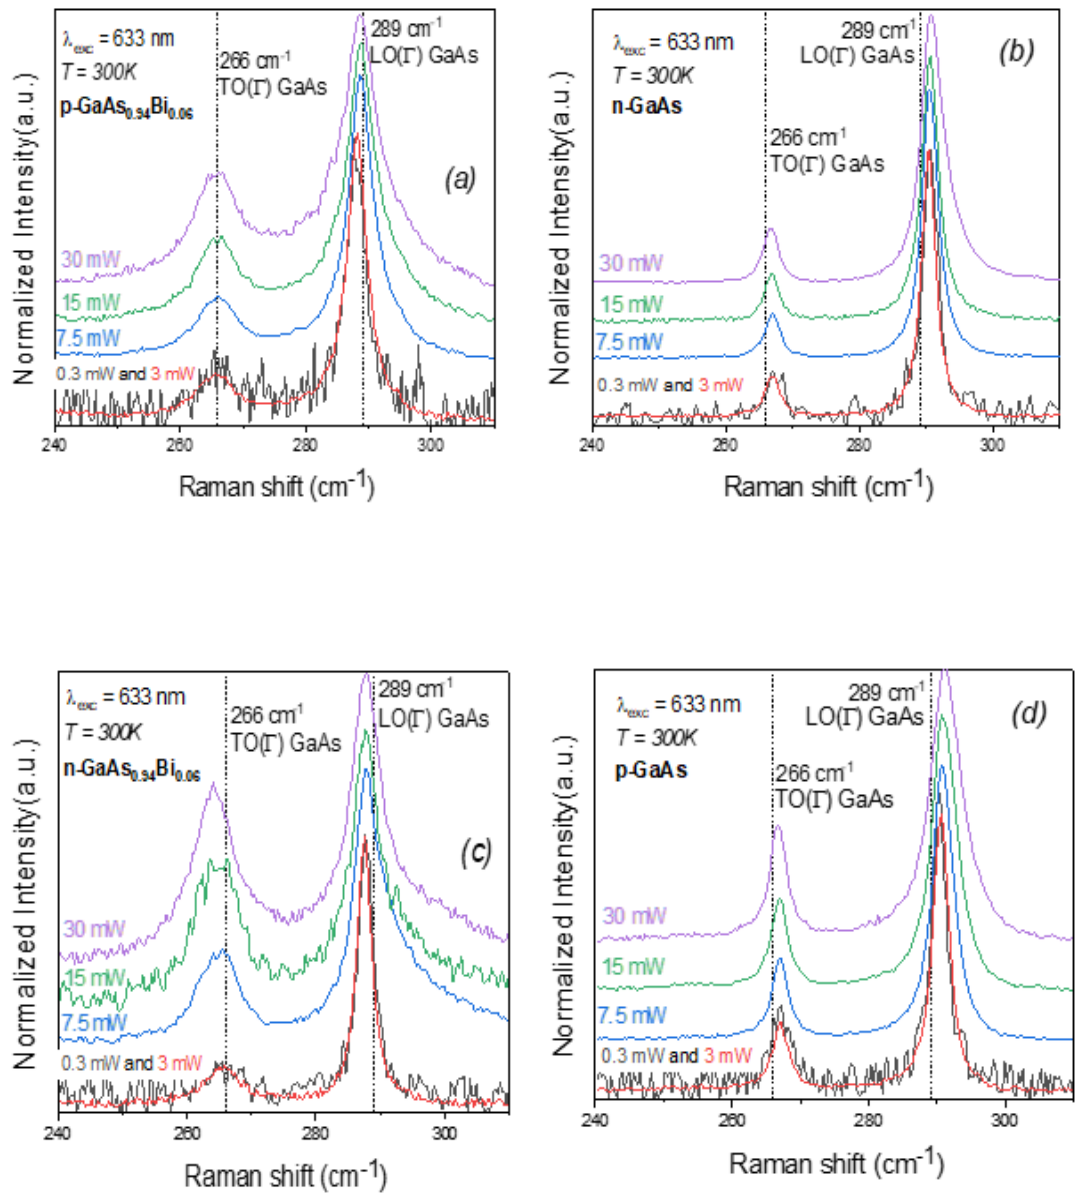 λexc = 633 nm
T = 300K
p-GaAs0.94Bi0.06
266 cm-1
TO(Γ) GaAs
289 cm-1
LO(Γ) GaAs
(a)
30 mW
15 mW
7.5 mW
0.3 mW and 3 mW
Normalized Intensity(a.u.)
240 260 280 300
Raman shift (cm-1)
λexc = 633 nm
T = 300K
n-GaAs
289 cm-1
LO(Γ) GaAs
(b)
266 cm-1
TO(Γ) GaAs
30 mW
15 mW
7.5 mW
0.3 mW and 3 mW
Normalized Intensity(a.u.)
240 260 280 300
Raman shift (cm-1)
λexc = 633 nm
T = 300K
n-GaAs0.94Bi0.06
266 cm-1
TO(Γ) GaAs
289 cm-1
LO(Γ) GaAs
(c)
30 mW
15 mW
7.5 mW
0.3 mW and 3 mW
Normalized Intensity(a.u.)
240 260 280 300
Raman shift (cm-1)
λexc = 633 nm
T = 300K
p-GaAs
289 cm-1
LO(Γ) GaAs
(d)
266 cm-1
TO(Γ) GaAs
30 mW
15 mW
7.5 mW
0.3 mW and 3 mW
Normalized Intensity(a.u.)
240 260 280 300
Raman shift (cm-1)